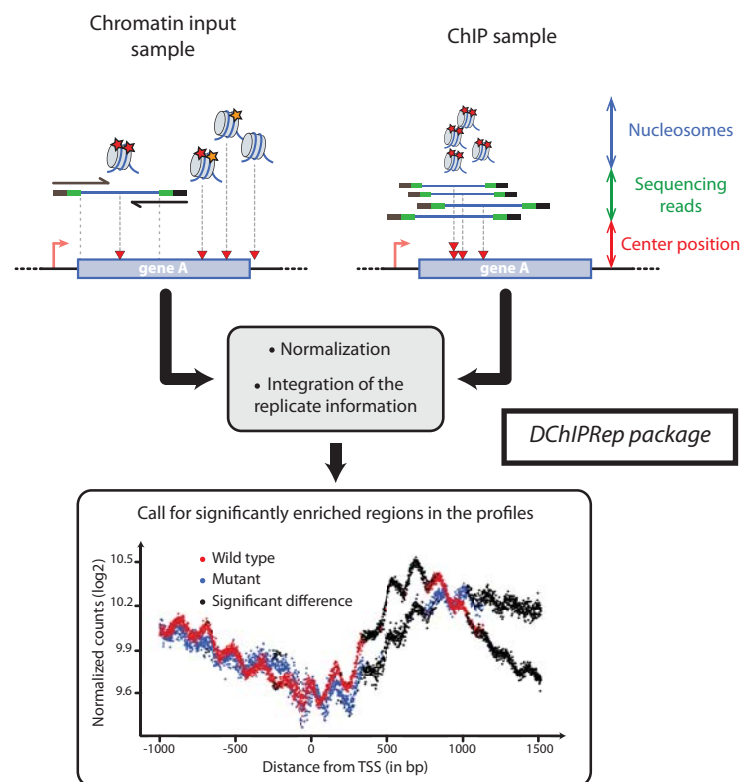 Chromatin input
sample
ChIP sample
Nucleosomes
Sequencing
reads
Center position
gene A
gene A
• Normalization
• Integration of the
replicate information
DChIPRep package
Call for significantly enriched regions in the profiles
Normalized counts (log2)
10.5
10.2
9.9
9.6
Wild type
Mutant
Significant difference
-1000
-500
0
500
1000
1500
Distance from TSS (in bp)